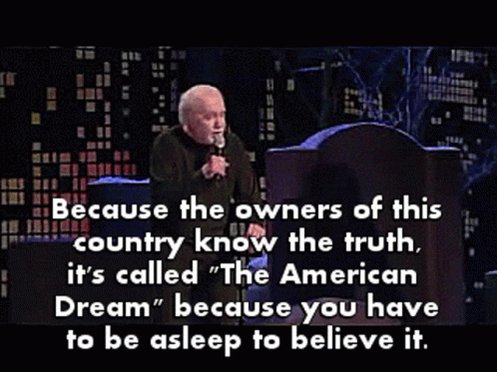 Because the owners of this
country know the truth,
it's called "The American
Dream" because you have
to be asleep to believe it.